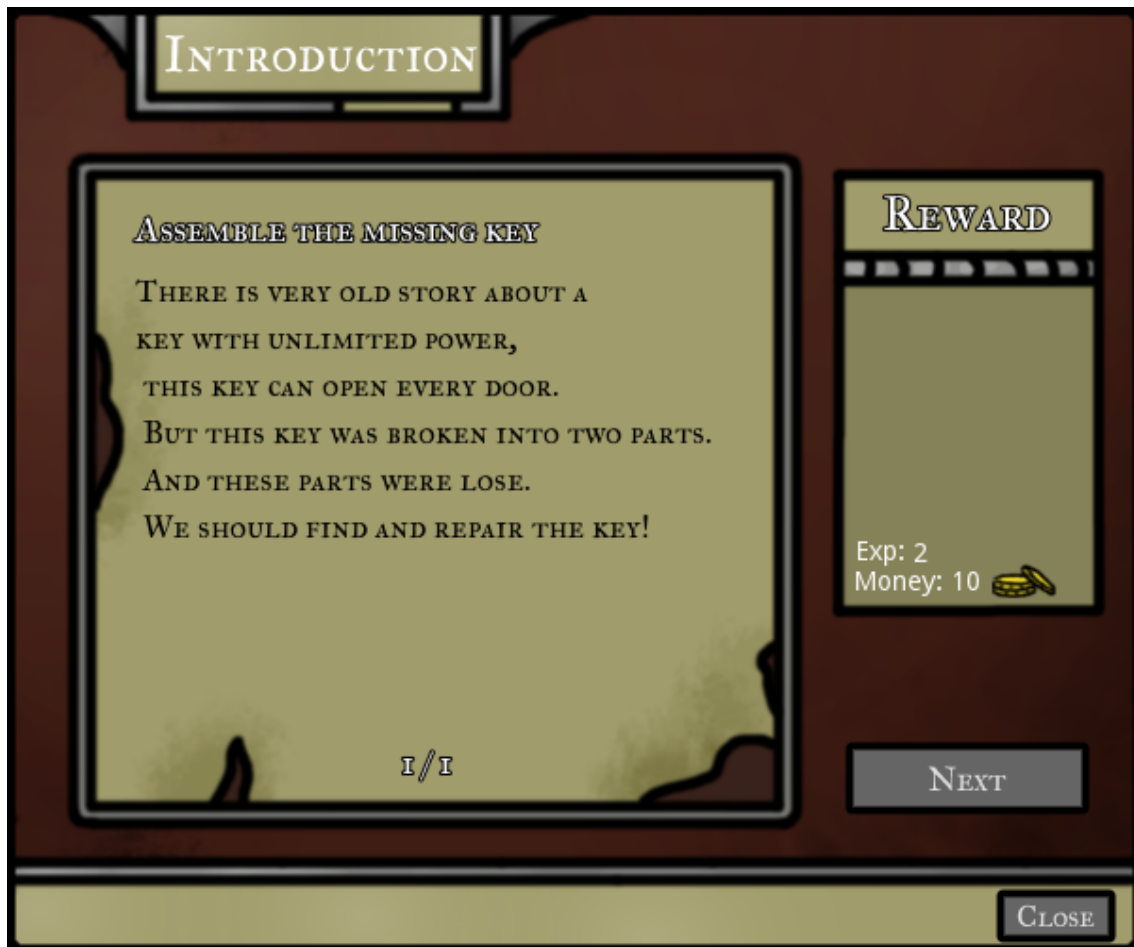 Introduction
Assemble the missing key
There is very old story about a
key with unlimited power,
this key can open every door.
But this key was broken into two parts.
And these parts were lose.
We should find and repair the key!
1/1
Reward
Exp: 2
Money: 10
Next
Close